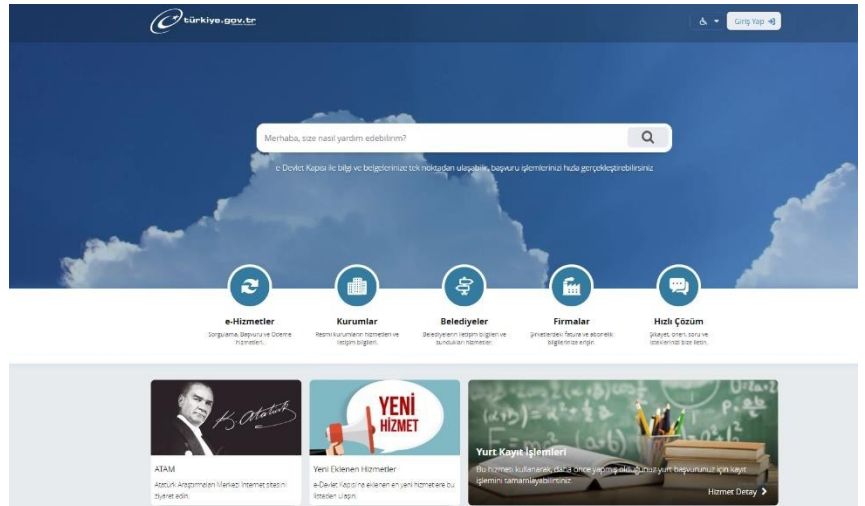 türkiye.gov.tr
Giriş Yap
Merhaba, size nasıl yardım edebilirim?
e-Devlet Kapısı ile bilgi ve belgelerinize tek noktadan ulaşabilir, başvuru işlemlerinizi hızla gerçekleştirebilirsiniz
e-Hizmetler
Sorgulama, Başvuru ve Ödeme
hizmetleri.
Kurumlar
Resmi kurumların hizmetleri ve
iletişim bilgileri.
Belediyeler
Belediyelerin iletişim bilgileri ve
sundukları hizmetler.
Firmalar
Şirketlerdeki fatura ve abonelik
bilgilerinize erişin.
Hızlı Çözüm
Şikayet, öneri, soru ve
isteklerinizi bize iletin.
K. Atatürk
ATAM
Atatürk Araştırmaları Merkezi internet sitesini
ziyaret edin.
YENİ
HİZMET
Yeni Eklenen Hizmetler
e-Devlet Kapısı'na eklenen en yeni hizmetlere bu
listeden ulaşın.
Yurt Kayıt İşlemleri
Bu hizmeti kullanarak, daha önce yapmış olduğunuz yurt başvurunuz için kayıt
işlemini tamamlayabilirsiniz.
Hizmet Detay